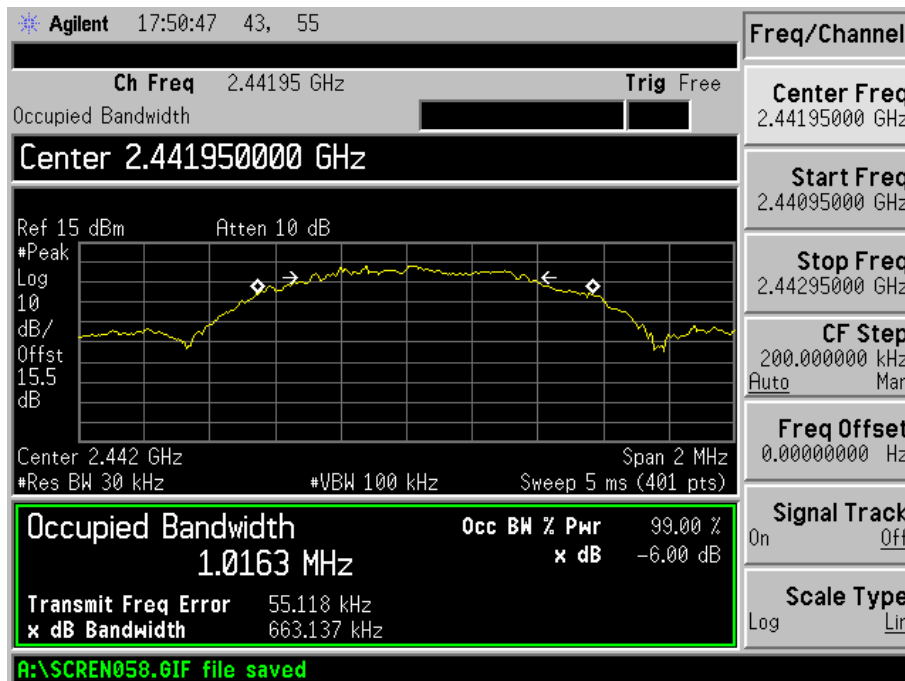 Agilent 17:50:47 43, 55
Ch Freq 2.44195 GHz Trig Free
Occupied Bandwidth
Center 2.441950000 GHz
Ref 15 dBm Atten 10 dB
#Peak
Log
10
dB/
Offst
15.5
dB
Center 2.442 GHz Span 2 MHz
#Res BW 30 kHz #VBW 100 kHz Sweep 5 ms (401 pts)
Occupied Bandwidth
1.0163 MHz
Occ BW % Pwr 99.00 %
x dB -6.00 dB
Transmit Freq Error 55.118 kHz
x dB Bandwidth 663.137 kHz
A:\SCREN058.GIF file saved
Freq/Channel
Center Freq
2.44195000 GHz
Start Freq
2.44095000 GHz
Stop Freq
2.44295000 GHz
CF Step
200.000000 kHz
Auto Man
Freq Offset
0.00000000 Hz
Signal Track
On Off
Scale Type
Log Lin